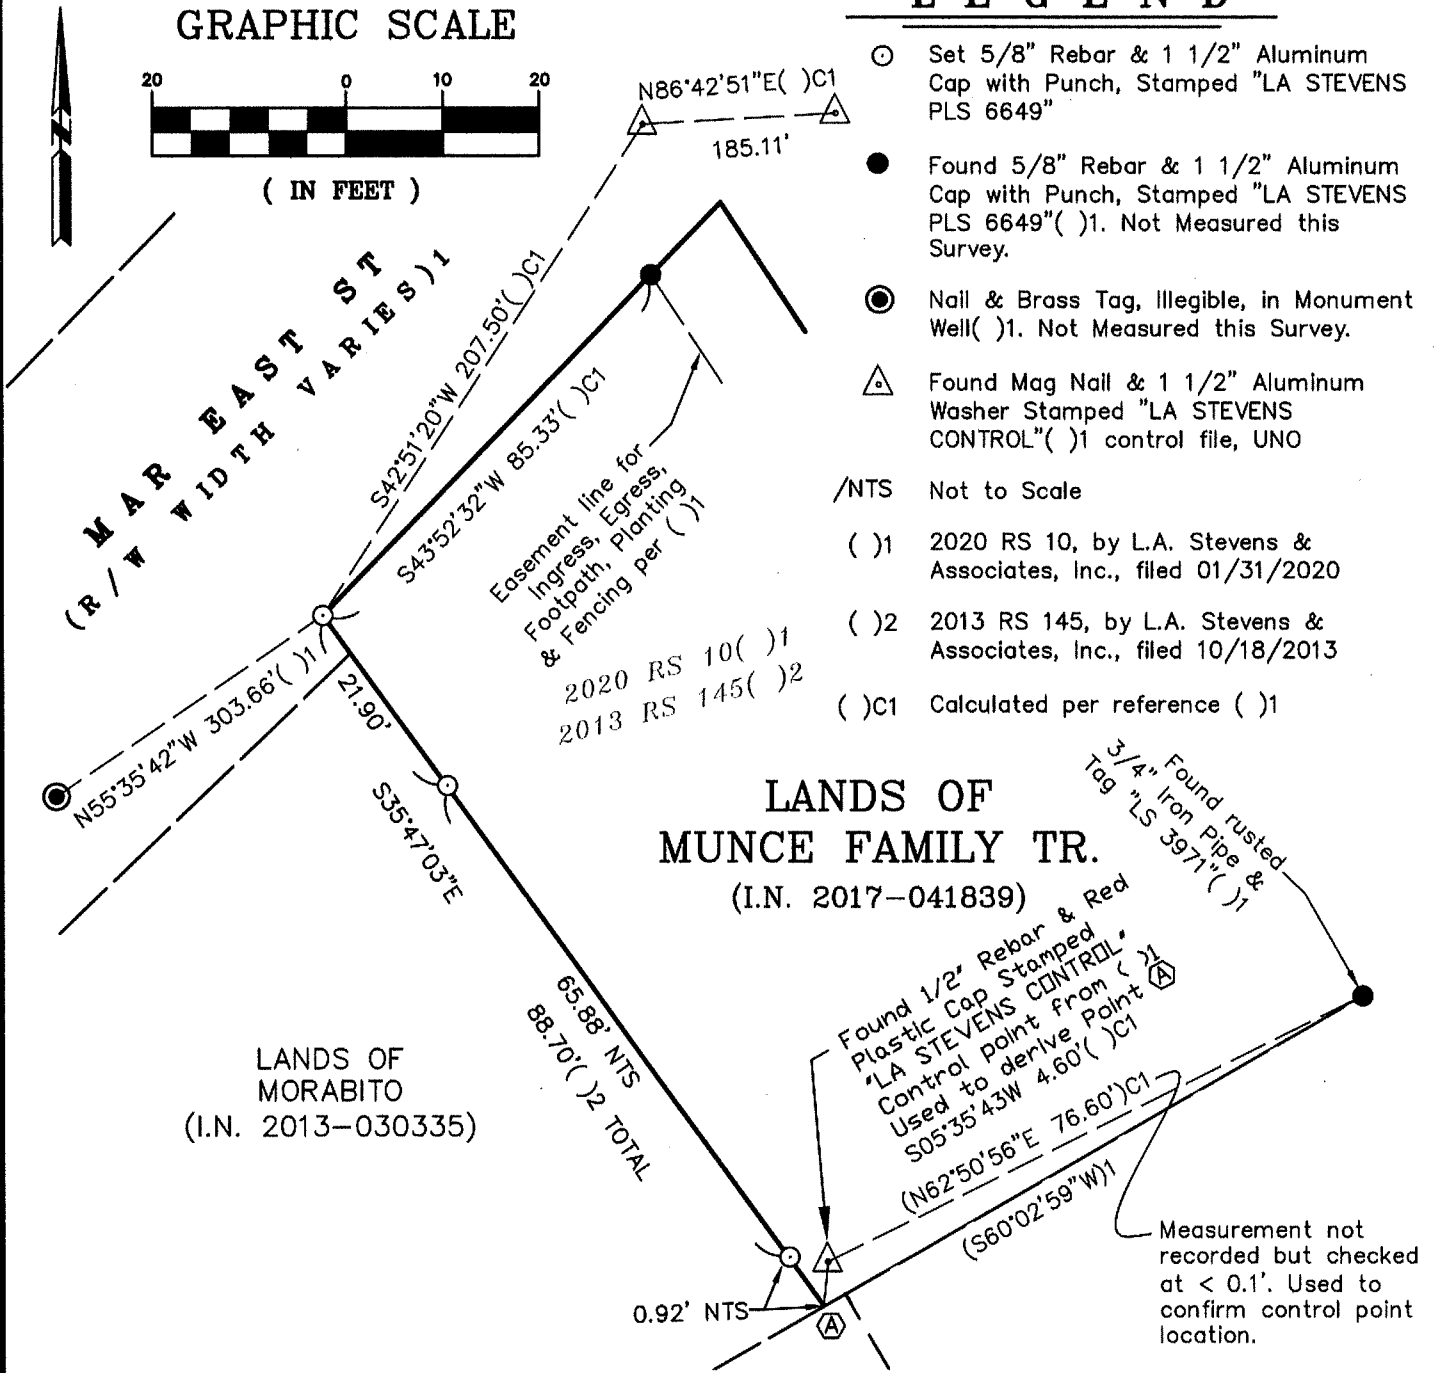 GRAPHIC SCALE
20 0 10 20
( IN FEET )
N
LEGEND
Set 5/8" Rebar & 1 1/2" Aluminum
Cap with Punch, Stamped "LA STEVENS
PLS 6649"
Found 5/8" Rebar & 1 1/2" Aluminum
Cap with Punch, Stamped "LA STEVENS
PLS 6649"( )1. Not Measured this
Survey.
Nail & Brass Tag, Illegible, in Monument
Well( )1. Not Measured this Survey.
Found Mag Nail & 1 1/2" Aluminum
Washer Stamped "LA STEVENS
CONTROL"( )1 control file, UNO
/NTS Not to Scale
( )1 2020 RS 10, by L.A. Stevens &
Associates, Inc., filed 01/31/2020
( )2 2013 RS 145, by L.A. Stevens &
Associates, Inc., filed 10/18/2013
( )C1 Calculated per reference ( )1
N86°42'51"E( )C1
185.11'
MAR EAST ST
(R/W WIDTH VARIES)1
S42°51'20"W 207.50'( )C1
S43°52'32"W 85.33'( )C1
Easement line for
Ingress, Egress,
Footpath, Planting
& Fencing per ( )1
2020 RS 10( )1
2013 RS 145( )2
N55°35'42"W 303.66'( )1
21.90'
S35°47'03"E
LANDS OF
MUNCE FAMILY TR.
(I.N. 2017-041839)
Found rusted
3/4" Iron Pipe &
Tag "LS 3971"( )1
65.88' NTS
88.70'( )2 TOTAL
LANDS OF
MORABITO
(I.N. 2013-030335)
Found 1/2" Rebar & Red
Plastic Cap Stamped
"LA STEVENS CONTROL"
Control point from ( )1
Used to derive Point A
S05°35'43W 4.60'( )C1
(N62°50'56"E 76.60')C1
(S60°02'59"W)1
Measurement not
recorded but checked
at < 0.1'. Used to
confirm control point
location.
0.92' NTS
A